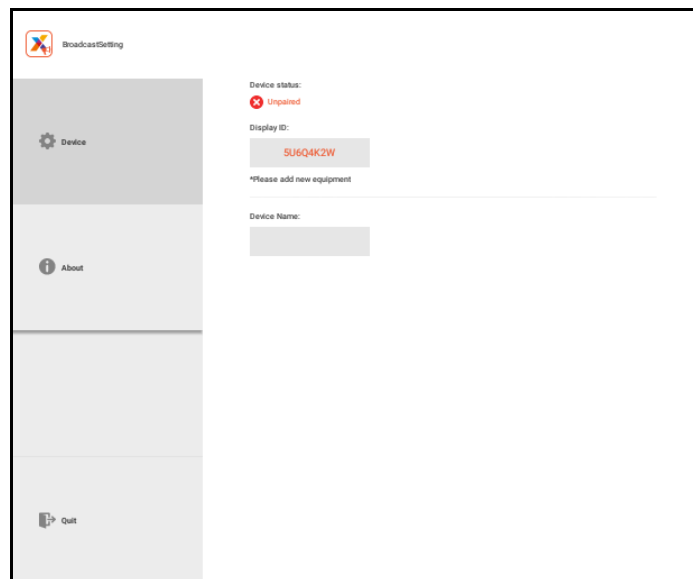 BroadcastSetting
Device
About
Quit
Device status:
Unpaired
Display ID:
5U6Q4K2W
*Please add new equipment
Device Name: